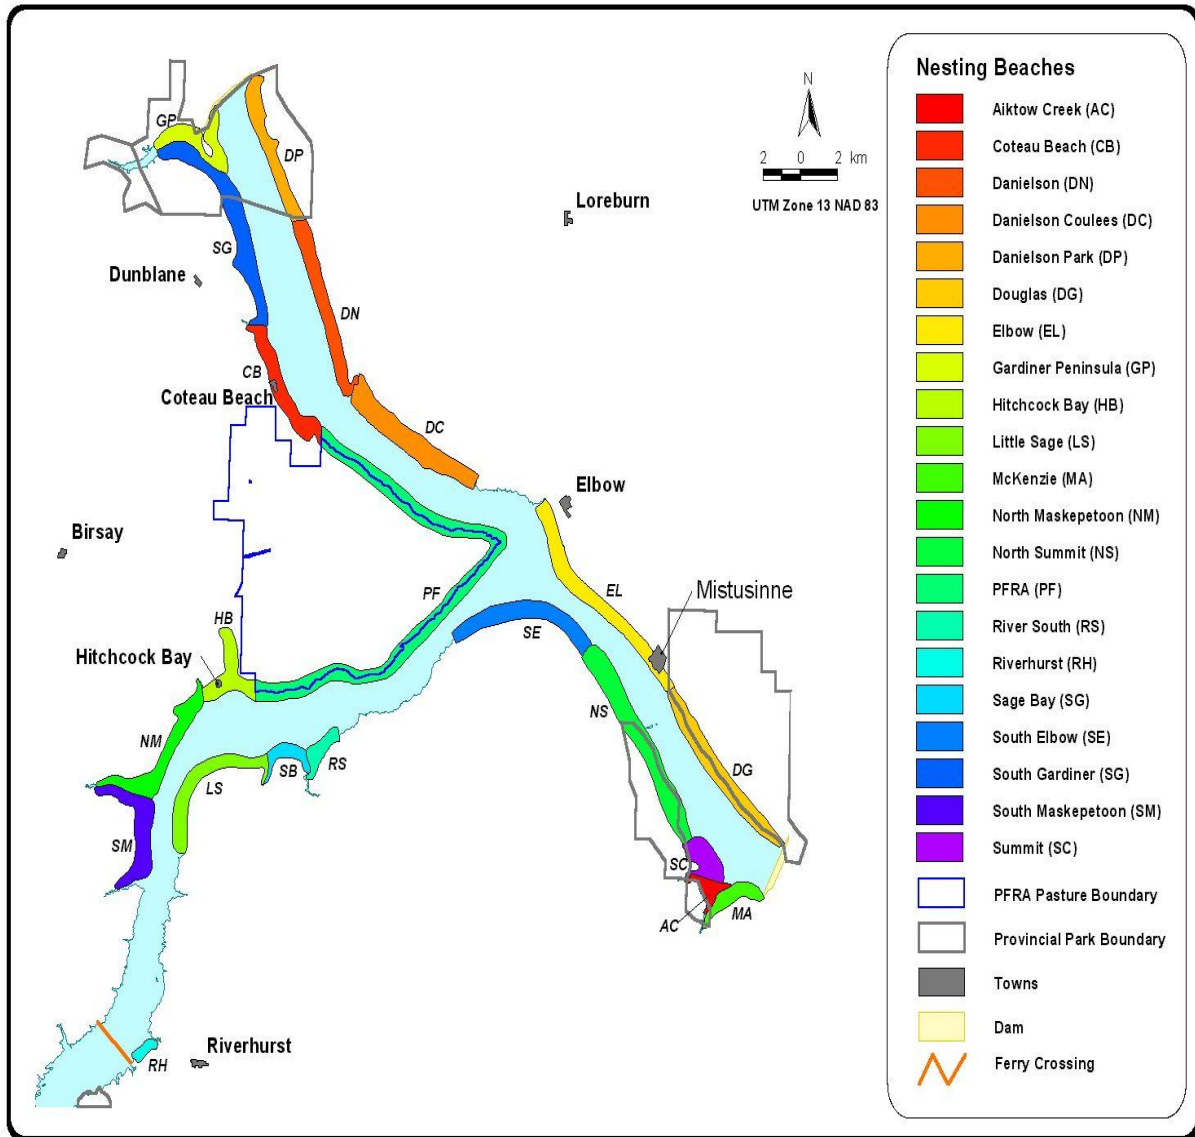 GP
DP
N
2 0 2 km
UTM Zone 13 NAD 83
Loreburn
SG
Dunblane
DN
CB
Coteau Beach
DC
Elbow
Birsay
PF
EL
Mistusinne
HB
SE
Hitchcock Bay
NS
NM
RS
SB
LS
DG
SM
SC
AC
MA
Riverhurst
RH
Nesting Beaches
Aiktow Creek (AC)
Coteau Beach (CB)
Danielson (DN)
Danielson Coulees (DC)
Danielson Park (DP)
Douglas (DG)
Elbow (EL)
Gardiner Peninsula (GP)
Hitchcock Bay (HB)
Little Sage (LS)
McKenzie (MA)
North Maskepetoon (NM)
North Summit (NS)
PFRA (PF)
River South (RS)
Riverhurst (RH)
Sage Bay (SG)
South Elbow (SE)
South Gardiner (SG)
South Maskepetoon (SM)
Summit (SC)
PFRA Pasture Boundary
Provincial Park Boundary
Towns
Dam
Ferry Crossing